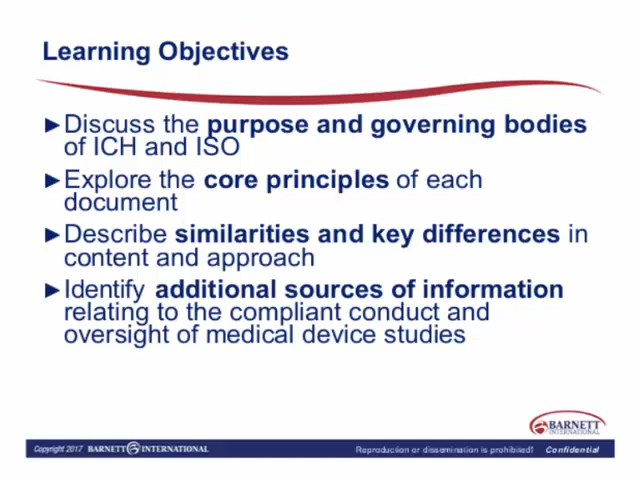 Learning Objectives
►Discuss the purpose and governing bodies
of ICH and ISO
►Explore the core principles of each
document
►Describe similarities and key differences in
content and approach
►Identify additional sources of information
relating to the compliant conduct and
oversight of medical device studies
BARNETT
INTERNATIONAL
Copyright 2017 BARNETT INTERNATIONAL
Reproduction or dissemination is prohibited! Confidential